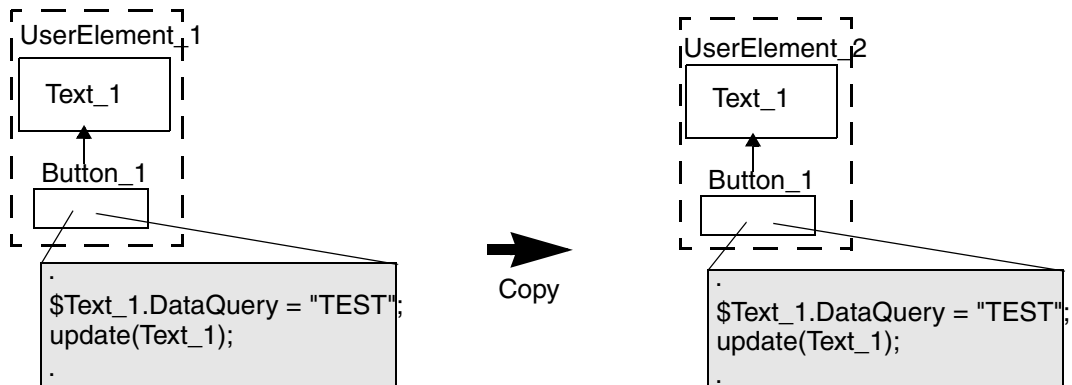 UserElement_1
Text_1
Button_1
.
$Text_1.DataQuery = "TEST";
update(Text_1);
.
Copy
UserElement_2
Text_1
Button_1
.
$Text_1.DataQuery = "TEST";
update(Text_1);
.